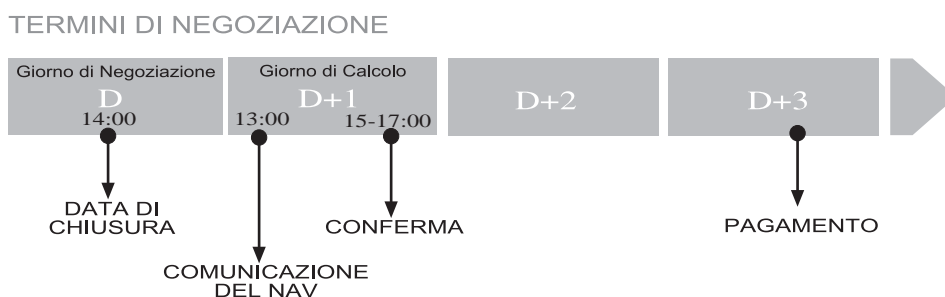 TERMINI DI NEGOZIAZIONE
Giorno di Negoziazione
D
14:00
Giorno di Calcolo
D+1
13:00 15-17:00
D+2
D+3
DATA DI
CHIUSURA
COMUNICAZIONE
DEL NAV
CONFERMA
PAGAMENTO